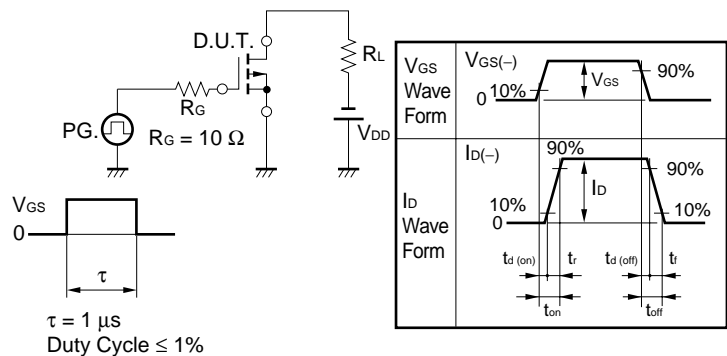 D.U.T.
RL
RG
PG.
RG = 10 Ω
VDD
VGS
0
τ
τ = 1 μs
Duty Cycle ≤ 1%
VGS
Wave
Form
VGS(−)
10%
0
VGS
90%
ID
Wave
Form
ID(−)
90%
90%
10%
0
ID
10%
td (on)
tr
td (off)
tf
ton
toff